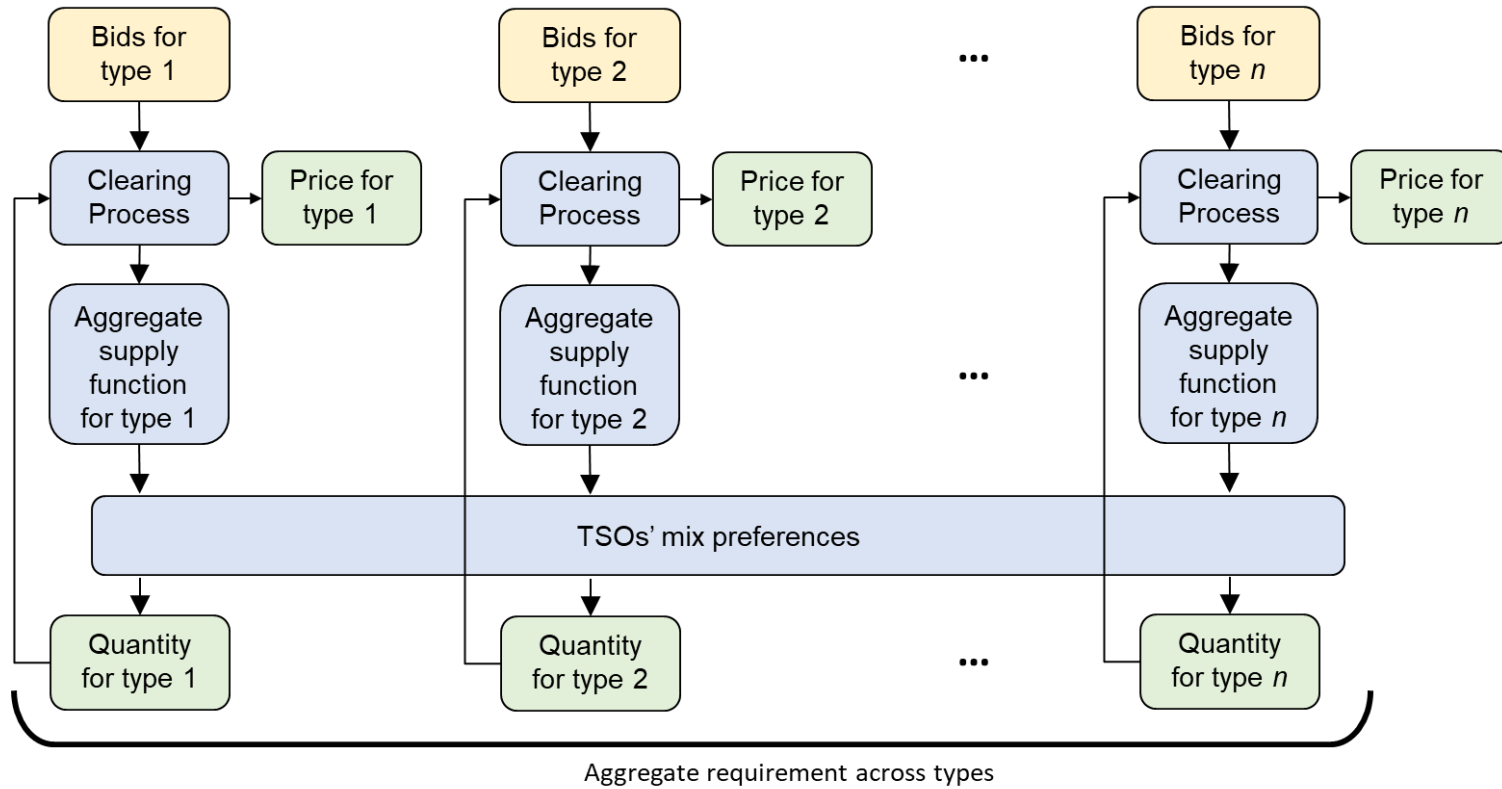 Bids for
type 1
Bids for
type 2
...
Bids for
type n
Clearing
Process
Price for
type 1
Clearing
Process
Price for
type 2
Clearing
Process
Price for
type n
Aggregate
supply
function
for type 1
Aggregate
supply
function
for type 2
...
Aggregate
supply
function
for type n
TSOs’ mix preferences
Quantity
for type 1
Quantity
for type 2
...
Quantity
for type n
Aggregate requirement across types